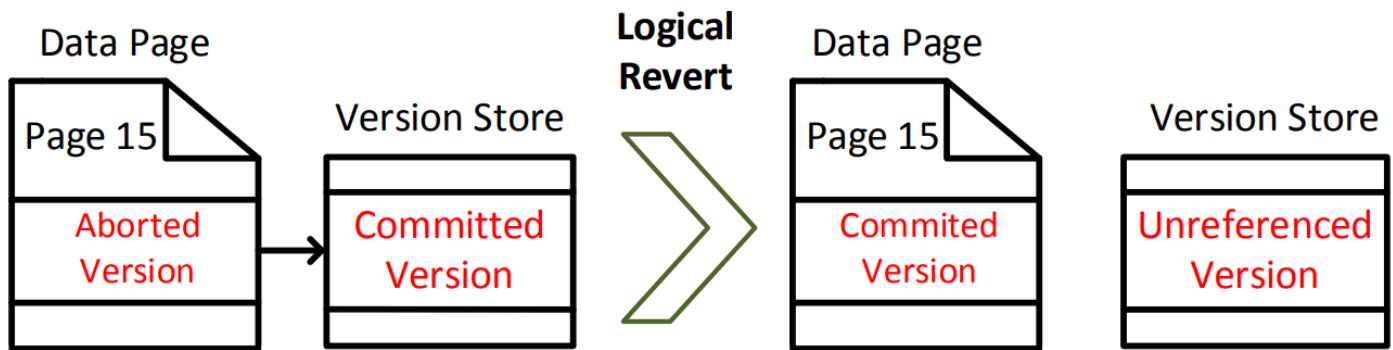 Data Page
Page 15
Aborted
Version
Version Store
Committed
Version
Logical
Revert
Data Page
Page 15
Commited
Version
Version Store
Unreferenced
Version